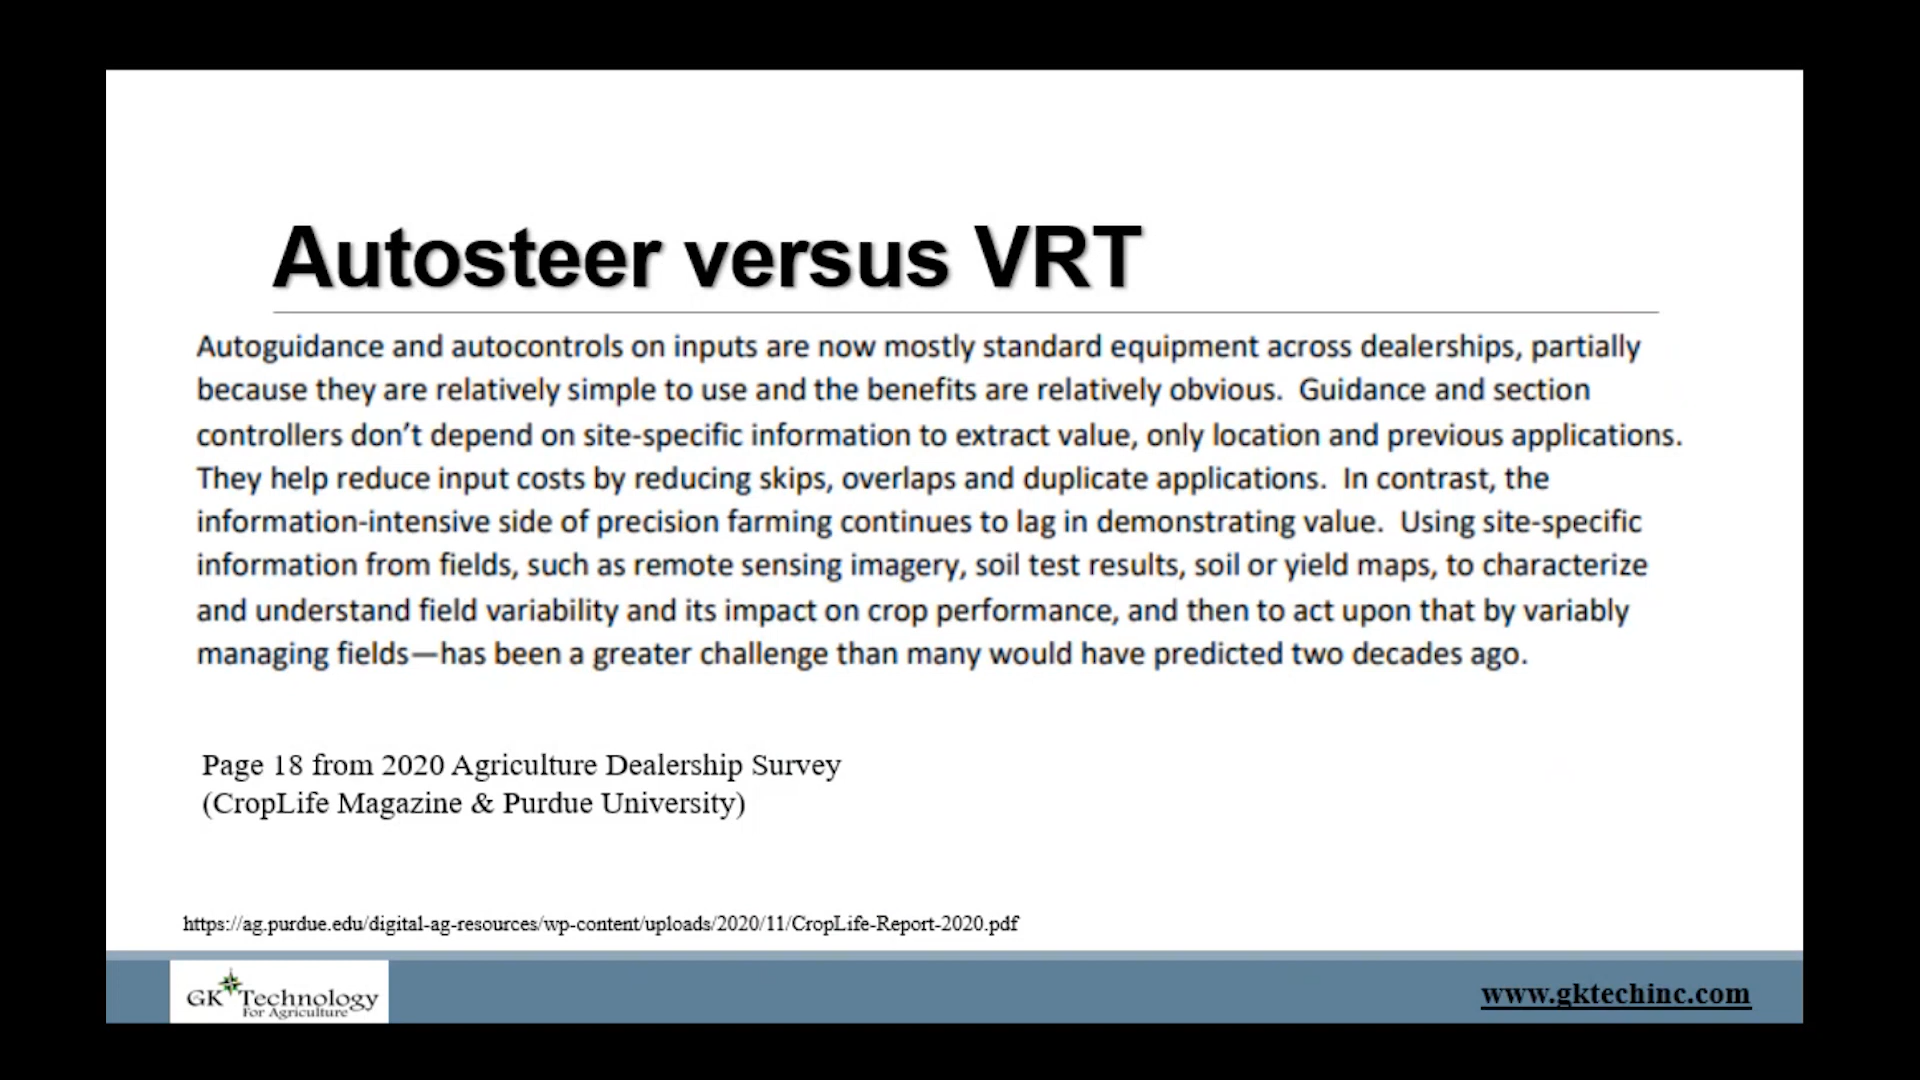 Autosteer versus VRT
Autoguidance and autocontrols on inputs are now mostly standard equipment across dealerships, partially
because they are relatively simple to use and the benefits are relatively obvious.  Guidance and section
controllers don’t depend on site-specific information to extract value, only location and previous applications.
They help reduce input costs by reducing skips, overlaps and duplicate applications.  In contrast, the
information-intensive side of precision farming continues to lag in demonstrating value.  Using site-specific
information from fields, such as remote sensing imagery, soil test results, soil or yield maps, to characterize
and understand field variability and its impact on crop performance, and then to act upon that by variably
managing fields—has been a greater challenge than many would have predicted two decades ago.
Page 18 from 2020 Agriculture Dealership Survey
(CropLife Magazine & Purdue University)
https://ag.purdue.edu/digital-ag-resources/wp-content/uploads/2020/11/CropLife-Report-2020.pdf
GK Technology
For Agriculture
www.gktechinc.com